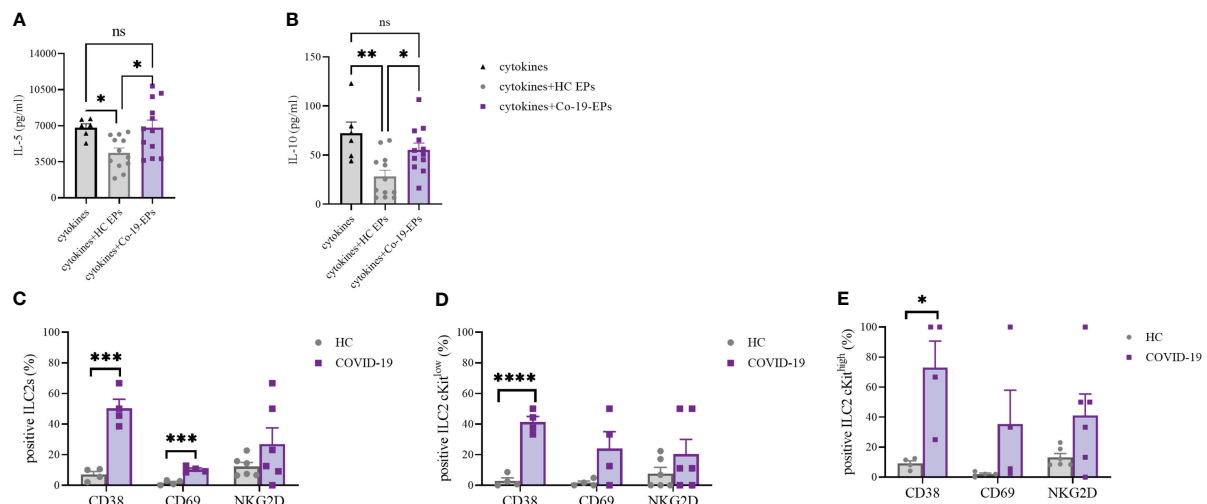 A
ns
*
*
14000
10500
7000
3500
0
IL-5 (pg/ml)
cytokines
cytokines+HC EPs
cytokines+Co-19-EPs
B
ns
**
*
150
100
50
0
IL-10 (pg/ml)
cytokines
cytokines+HC EPs
cytokines+Co-19-EPs
cytokines
cytokines+HC EPs
cytokines+Co-19-EPs
C
100
80
60
40
20
0
positive ILC2s (%)
***
***
HC
COVID-19
CD38 CD69 NKG2D
D
100
80
60
40
20
0
positive ILC2 cKit^low (%)
****
HC
COVID-19
CD38 CD69 NKG2D
E
100
80
60
40
20
0
positive ILC2 cKit^high (%)
*
HC
COVID-19
CD38 CD69 NKG2D